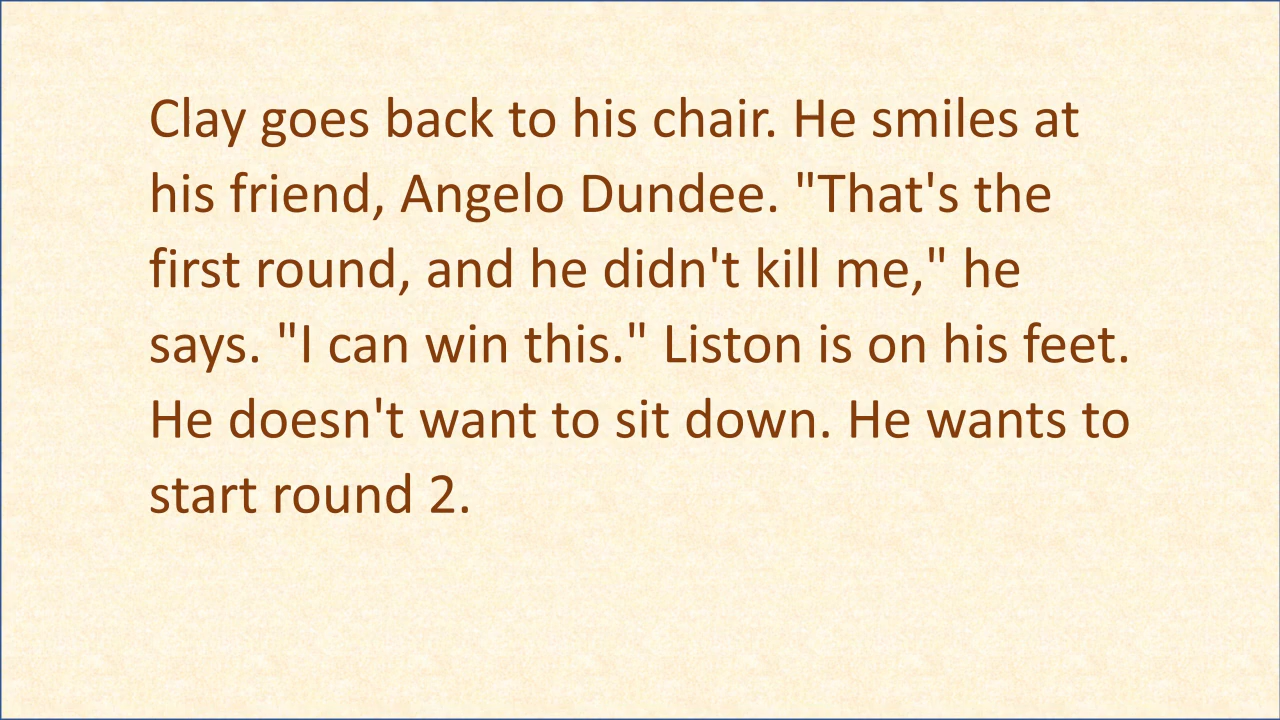 Clay goes back to his chair. He smiles at
his friend, Angelo Dundee. "That's the
first round, and he didn't kill me," he
says. "I can win this." Liston is on his feet.
He doesn't want to sit down. He wants to
start round 2.